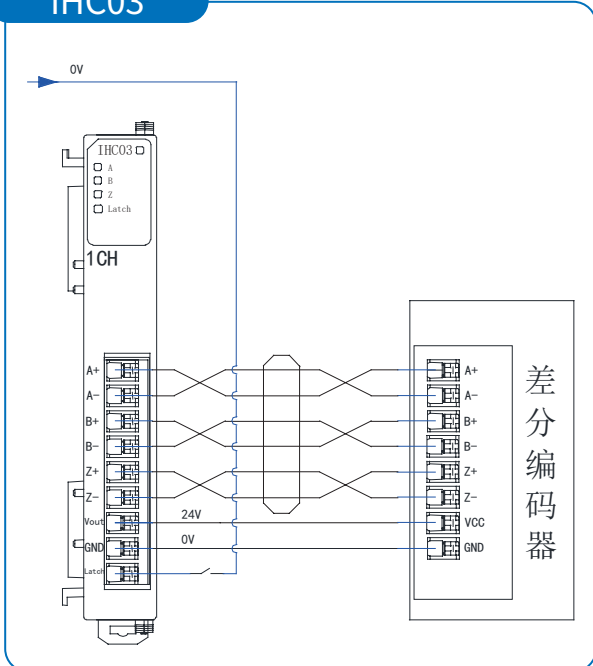 IHC03
0V
IHC03
A
B
Z
Latch
1CH
A+
A-
B+
B-
Z+
Z-
Vout
GND
Latch
24V
0V
A+
A-
B+
B-
Z+
Z-
VCC
GND
差分编码器